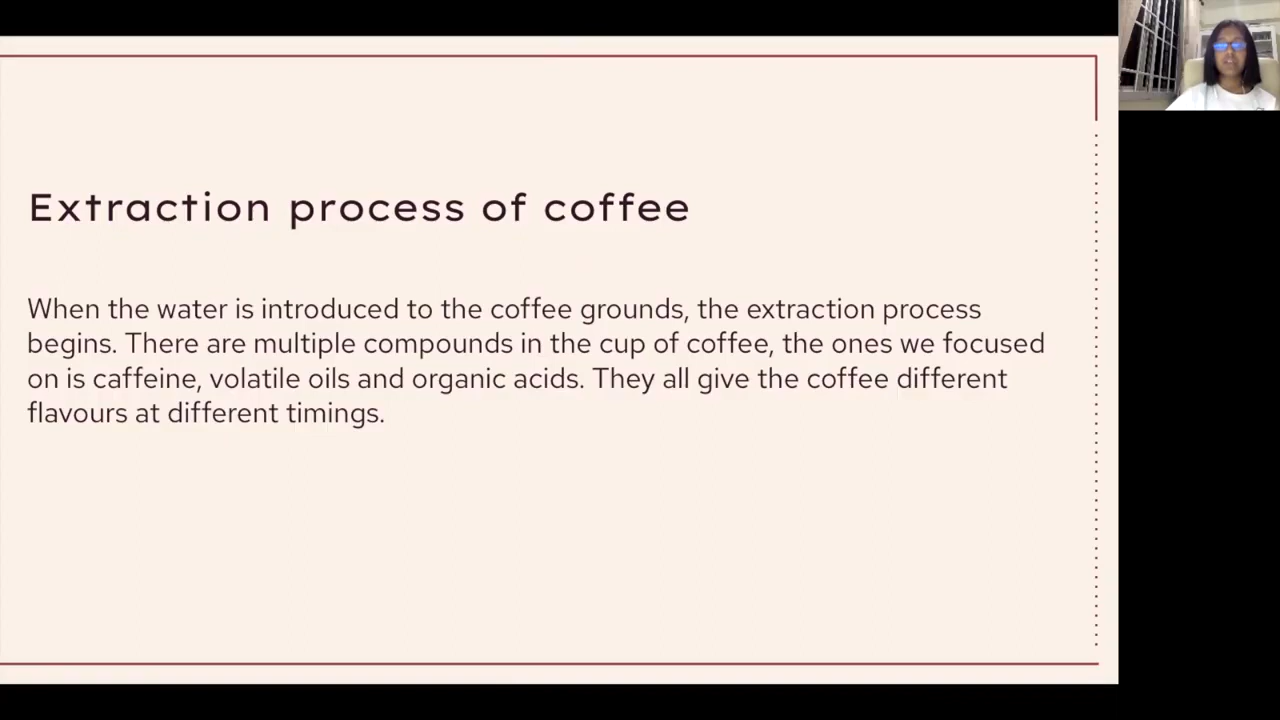 Extraction process of coffee
When the water is introduced to the coffee grounds, the extraction process
begins. There are multiple compounds in the cup of coffee, the ones we focused
on is caffeine, volatile oils and organic acids. They all give the coffee different
flavours at different timings.